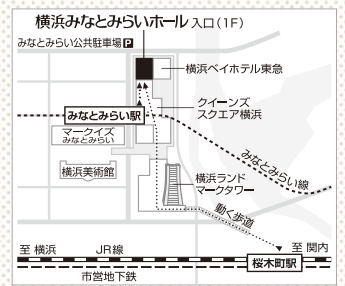 横浜みなとみらいホール 入口(1F)
みなとみらい公共駐車場 P
横浜ベイホテル東急
クイーンズ
スクエア横浜
みなとみらい駅
マークイズ
みなとみらい
みなとみらい線
横浜美術館
横浜ランド
マークタワー
動く歩道
至 横浜
JR線
至 関内
桜木町駅
市営地下鉄